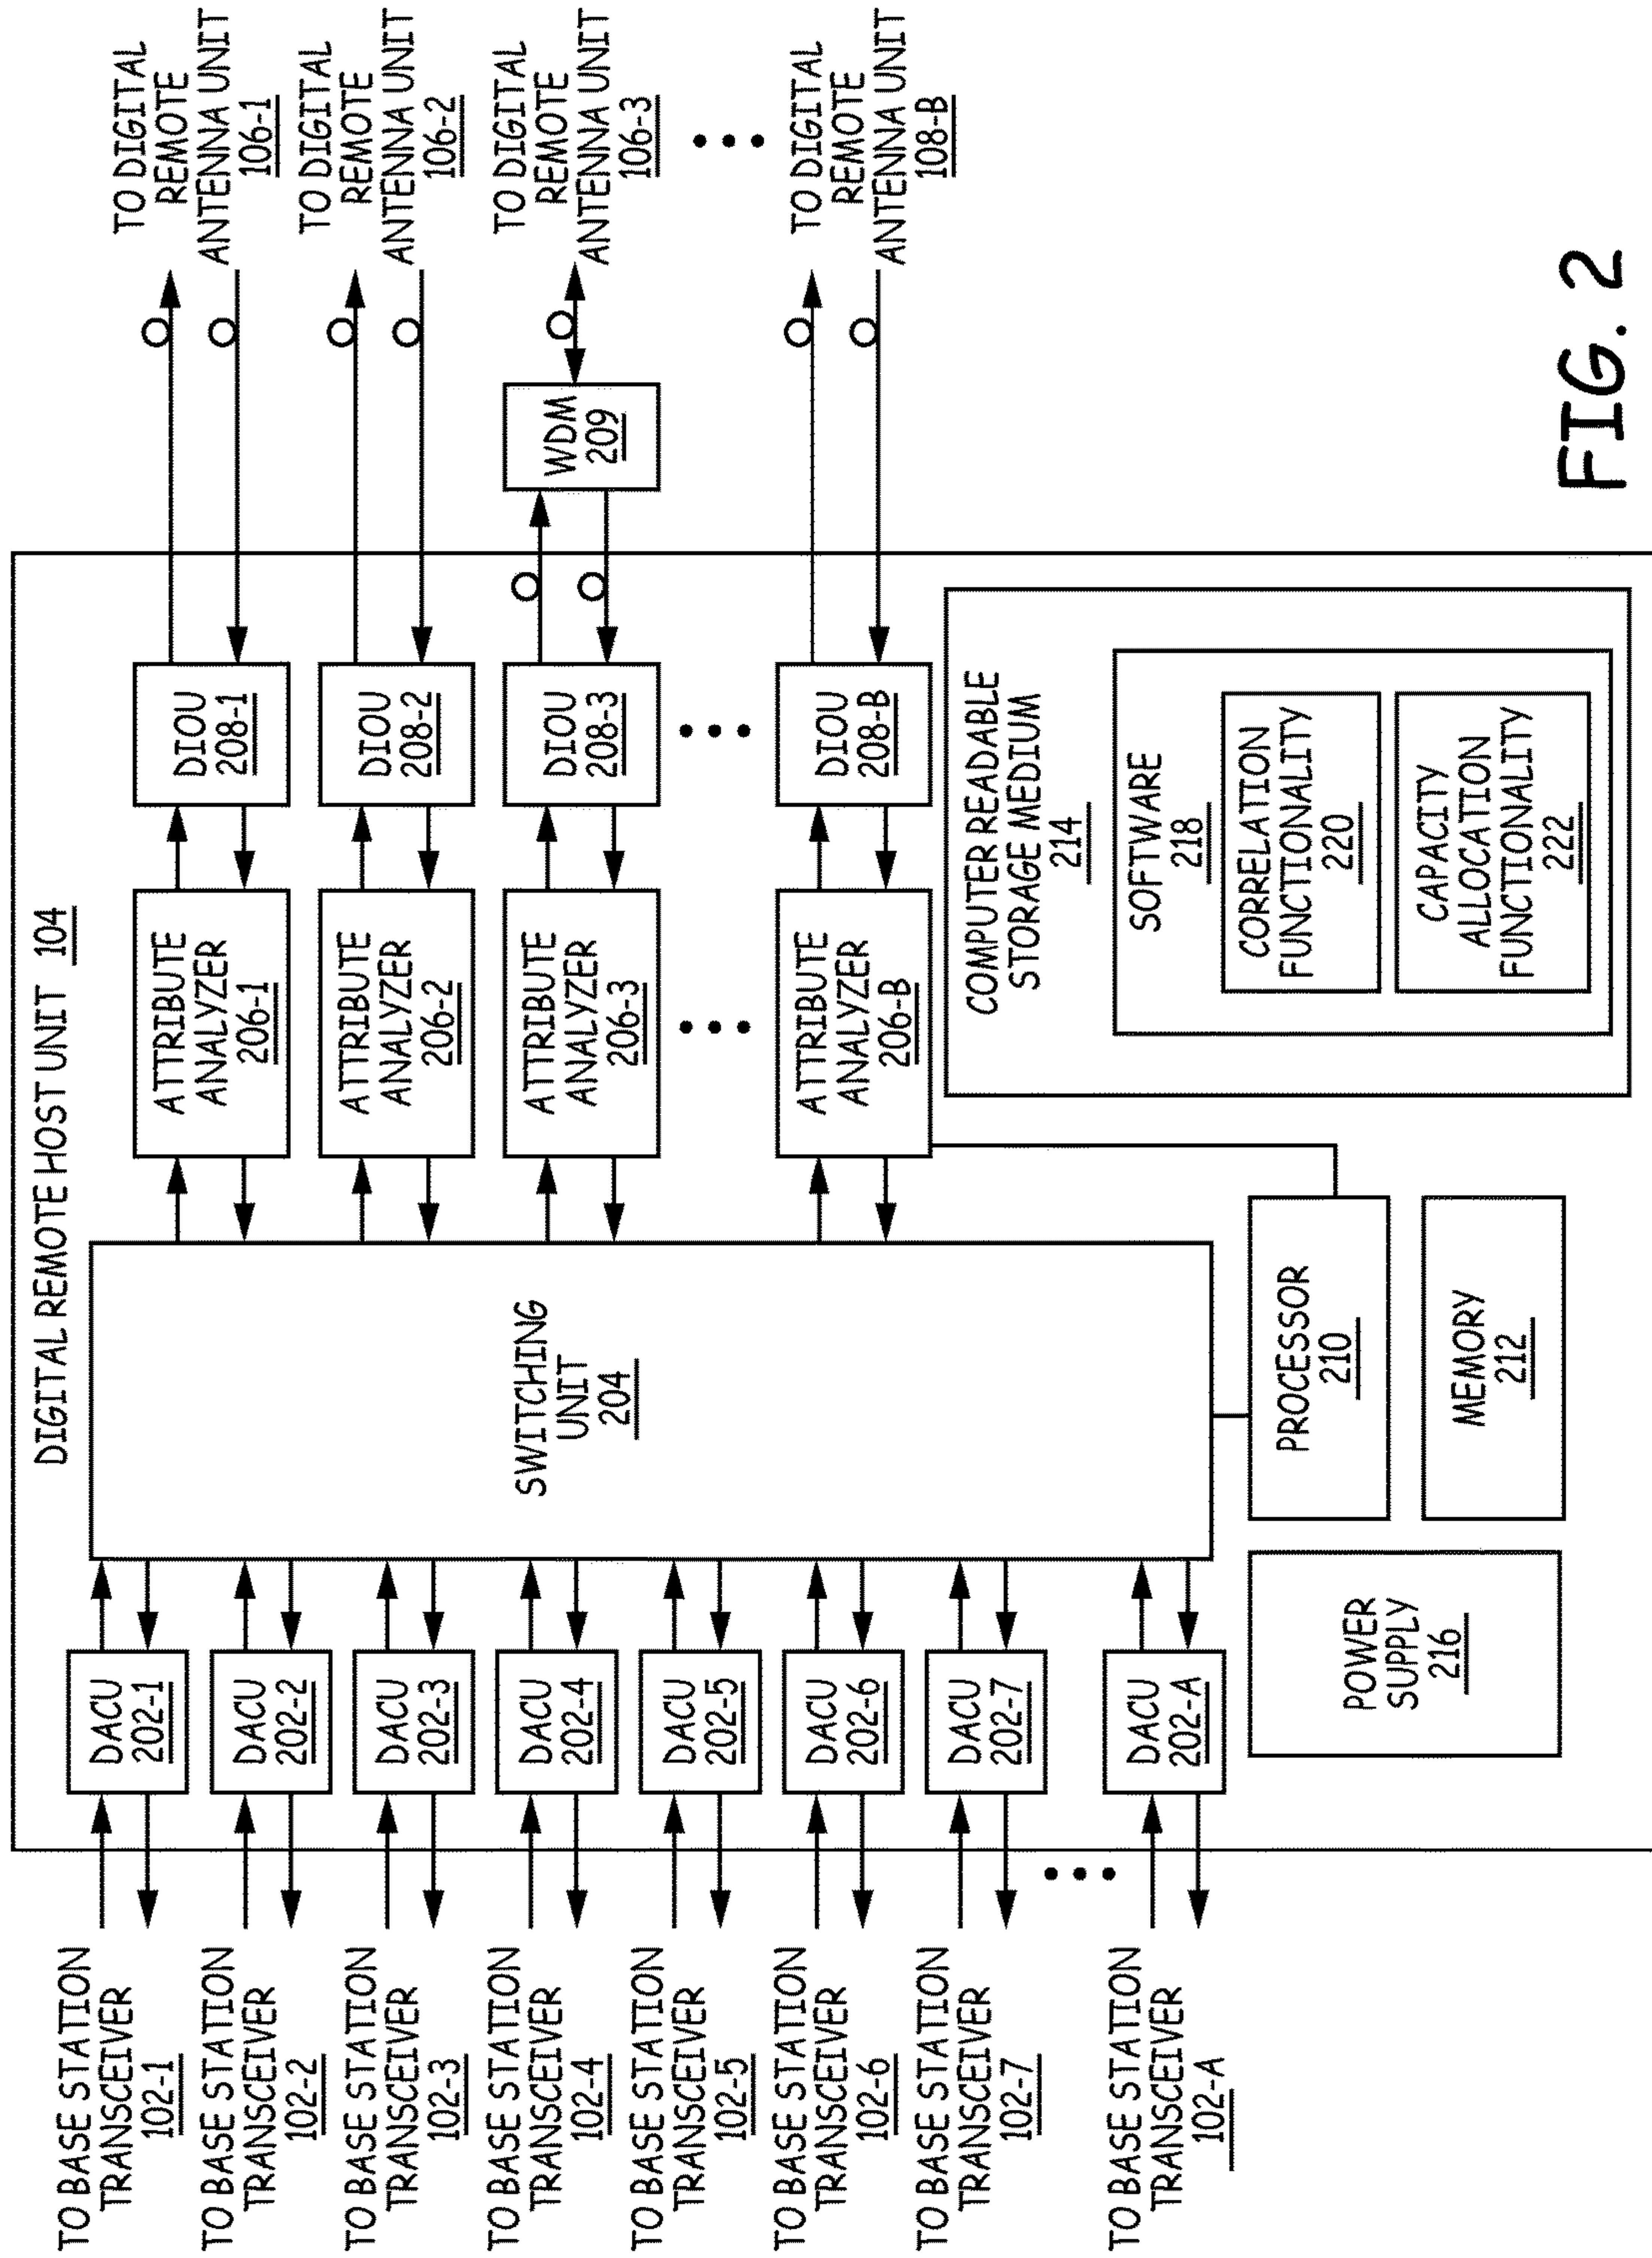 DIGITAL REMOTE HOST UNIT 104
TO BASE STATION
TRANSCEIVER
102-1
TO BASE STATION
TRANSCEIVER
102-2
TO BASE STATION
TRANSCEIVER
102-3
TO BASE STATION
TRANSCEIVER
102-4
TO BASE STATION
TRANSCEIVER
102-5
TO BASE STATION
TRANSCEIVER
102-6
TO BASE STATION
TRANSCEIVER
102-7
TO BASE STATION
TRANSCEIVER
102-A
DACU
202-1
DACU
202-2
DACU
202-3
DACU
202-4
DACU
202-5
DACU
202-6
DACU
202-7
DACU
202-A
SWITCHING
UNIT
204
ATTRIBUTE
ANALYZER
206-1
ATTRIBUTE
ANALYZER
206-2
ATTRIBUTE
ANALYZER
206-3
ATTRIBUTE
ANALYZER
206-B
DIOU
208-1
DIOU
208-2
DIOU
208-3
DIOU
208-B
WDM
209
TO DIGITAL
REMOTE
ANTENNA UNIT
106-1
TO DIGITAL
REMOTE
ANTENNA UNIT
106-2
TO DIGITAL
REMOTE
ANTENNA UNIT
106-3
TO DIGITAL
REMOTE
ANTENNA UNIT
108-B
POWER
SUPPLY
216
PROCESSOR
210
MEMORY
212
COMPUTER READABLE
STORAGE MEDIUM
214
SOFTWARE
218
CORRELATION
FUNCTIONALITY
220
CAPACITY
ALLOCATION
FUNCTIONALITY
222
FIG. 2